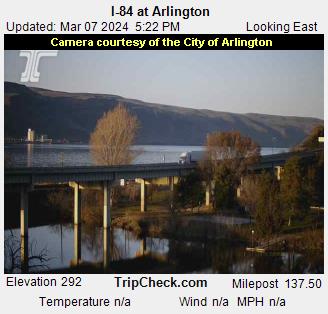 I-84 at Arlington
Updated: Mar 07 2024 5:22 PM Looking East
Camera courtesy of the City of Arlington
Elevation 292 TripCheck.com Milepost 137.50
Temperature n/a Wind n/a MPH n/a